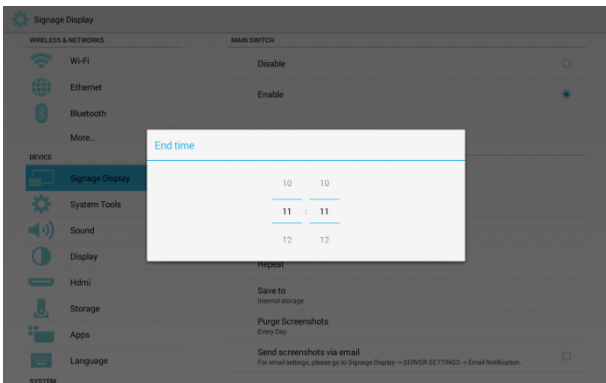 Signage Display
WIRELESS & NETWORKS
Wi-Fi
Ethernet
Bluetooth
More...
DEVICE
Signage Display
System Tools
Sound
Display
Hdmi
Storage
Apps
Language
SYSTEM
MAIN SWITCH
Disable
Enable
End time
10 10
11 : 11
12 12
Repeat
Save to
Internal storage
Purge Screenshots
Every Day
Send screenshots via email
For email settings, please go to Signage Display-> SERVER SETTINGS-> Email Notification.